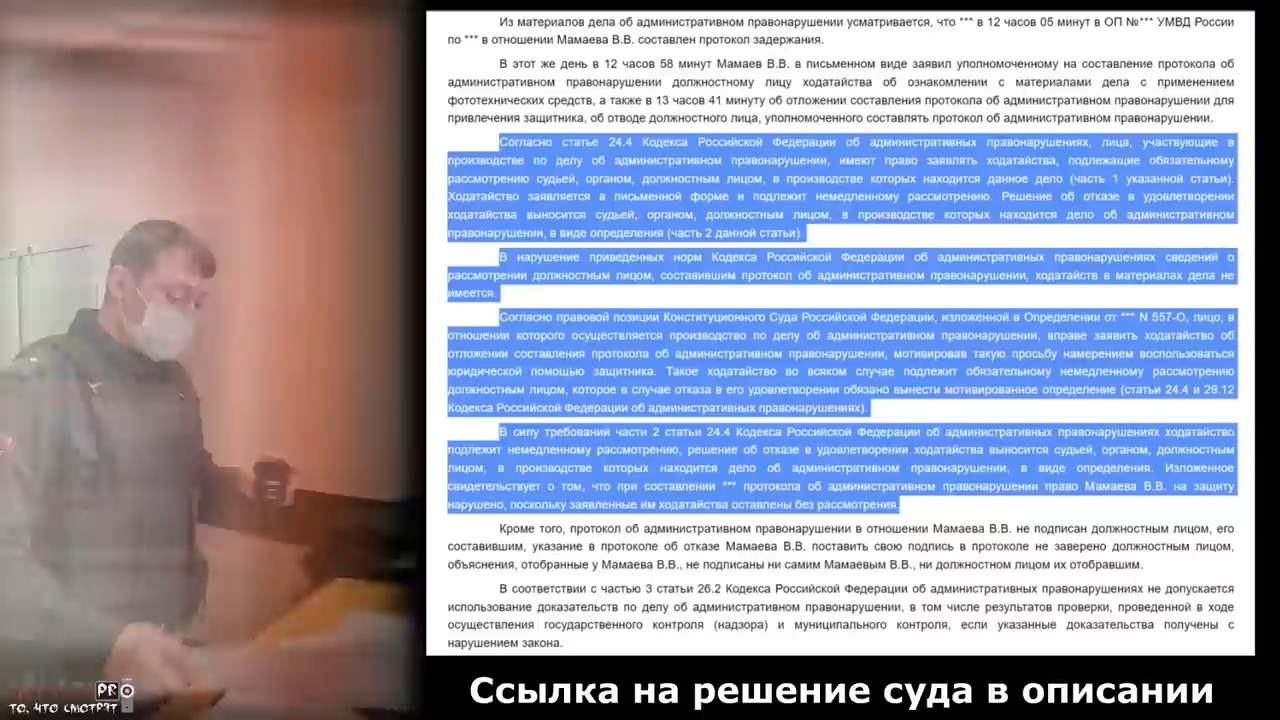 Из материалов дела об административном правонарушении усматривается, что *** в 12 часов 05 минут в ОП №*** УМВД России
по *** в отношении Мамаева В.В. составлен протокол задержания.
В этот же день в 12 часов 58 минут Мамаев В.В. в письменном виде заявил уполномоченному на составление протокола об
административном правонарушении должностному лицу ходатайства об ознакомлении с материалами дела с применением
фототехнических средств, а также в 13 часов 41 минуту об отложении составления протокола об административном правонарушении для
привлечения защитника, об отводе должностного лица, уполномоченного составлять протокол об административном правонарушении.
Согласно статье 24.4 Кодекса Российской Федерации об административных правонарушениях, лица, участвующие в
производстве по делу об административном правонарушении, имеют право заявлять ходатайства, подлежащие обязательному
рассмотрению судьей, органом, должностным лицом, в производстве которых находится данное дело (часть 1 указанной статьи).
Ходатайство заявляется в письменной форме и подлежит немедленному рассмотрению. Решение об отказе в удовлетворении
ходатайства выносится судьей, органом, должностным лицом, в производстве которых находится дело об административном
правонарушении, в виде определения (часть 2 данной статьи)
В нарушение приведенных норм Кодекса Российской Федерации об административных правонарушениях сведений о
рассмотрении должностным лицом, составившим протокол об административном правонарушении, ходатайств в материалах дела не
имеется.
Согласно правовой позиции Конституционного Суда Российской Федерации, изложенной в Определении от *** N 557-О, лицо, в
отношении которого осуществляется производство по делу об административном правонарушении, вправе заявить ходатайство об
отложении составления протокола об административном правонарушении, мотивировав такую просьбу намерением воспользоваться
юридической помощью защитника. Такое ходатайство во всяком случае подлежит обязательному немедленному рассмотрению
должностным лицом, которое в случае отказа в его удовлетворении обязано вынести мотивированное определение (статьи 24.4 и 29.12
Кодекса Российской Федерации об административных правонарушениях).
В силу требований части 2 статьи 24.4 Кодекса Российской Федерации об административных правонарушениях ходатайство
подлежит немедленному рассмотрению, решение об отказе в удовлетворении ходатайства выносится судьей, органом, должностным
лицом, в производстве которых находится дело об административном правонарушении, в виде определения. Изложенное
свидетельствует о том, что при составлении *** протокола об административном правонарушении право Мамаева В.В. на защиту
нарушено, поскольку заявленные им ходатайства оставлены без рассмотрения.
Кроме того, протокол об административном правонарушении в отношении Мамаева В.В. не подписан должностным лицом, его
составившим, указание в протоколе об отказе Мамаева В.В. поставить свою подпись в протоколе не заверено должностным лицом,
объяснения, отобранные у Мамаева В.В., не подписаны ни самим Мамаевым В.В., ни должностном лицом их отобравшим.
В соответствии с частью 3 статьи 26.2 Кодекса Российской Федерации об административных правонарушениях не допускается
использование доказательств по делу об административном правонарушении, в том числе результатов проверки, проведенной в ходе
осуществления государственного контроля (надзора) и муниципального контроля, если указанные доказательства получены с
нарушением закона.
Ссылка на решение суда в описании
PR
ТО, ЧТО СМОТРЯТ